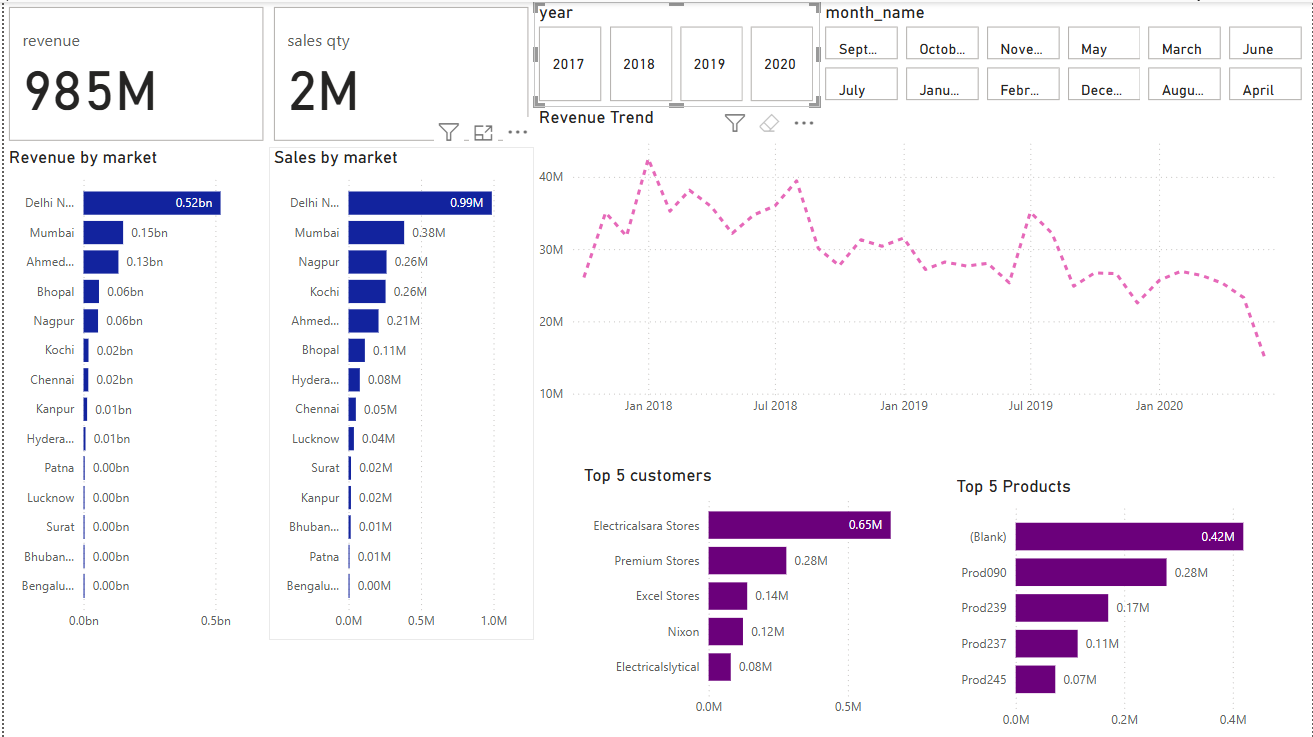 revenue
985M
sales qty
2M
year
2017 2018 2019 2020
month_name
Sept... Octob... Nove... May March June
July Janu... Febr... Dece... Augu... April
Revenue by market
Delhi N... 0.52bn
Mumbai 0.15bn
Ahmed... 0.13bn
Bhopal 0.06bn
Nagpur 0.06bn
Kochi 0.02bn
Chennai 0.02bn
Kanpur 0.01bn
Hydera... 0.01bn
Patna 0.00bn
Lucknow 0.00bn
Surat 0.00bn
Bhuban... 0.00bn
Bengalu... 0.00bn
0.0bn 0.5bn
Sales by market
Delhi N... 0.99M
Mumbai 0.38M
Nagpur 0.26M
Kochi 0.26M
Ahmed... 0.21M
Bhopal 0.11M
Hydera... 0.08M
Chennai 0.05M
Lucknow 0.04M
Surat 0.02M
Kanpur 0.02M
Bhuban... 0.01M
Patna 0.01M
Bengalu... 0.00M
0.0M 0.5M 1.0M
Revenue Trend
40M
30M
20M
10M
Jan 2018 Jul 2018 Jan 2019 Jul 2019 Jan 2020
Top 5 customers
Electricalsara Stores 0.65M
Premium Stores 0.28M
Excel Stores 0.14M
Nixon 0.12M
Electricalslytical 0.08M
0.0M 0.5M
Top 5 Products
(Blank) 0.42M
Prod090 0.28M
Prod239 0.17M
Prod237 0.11M
Prod245 0.07M
0.0M 0.2M 0.4M